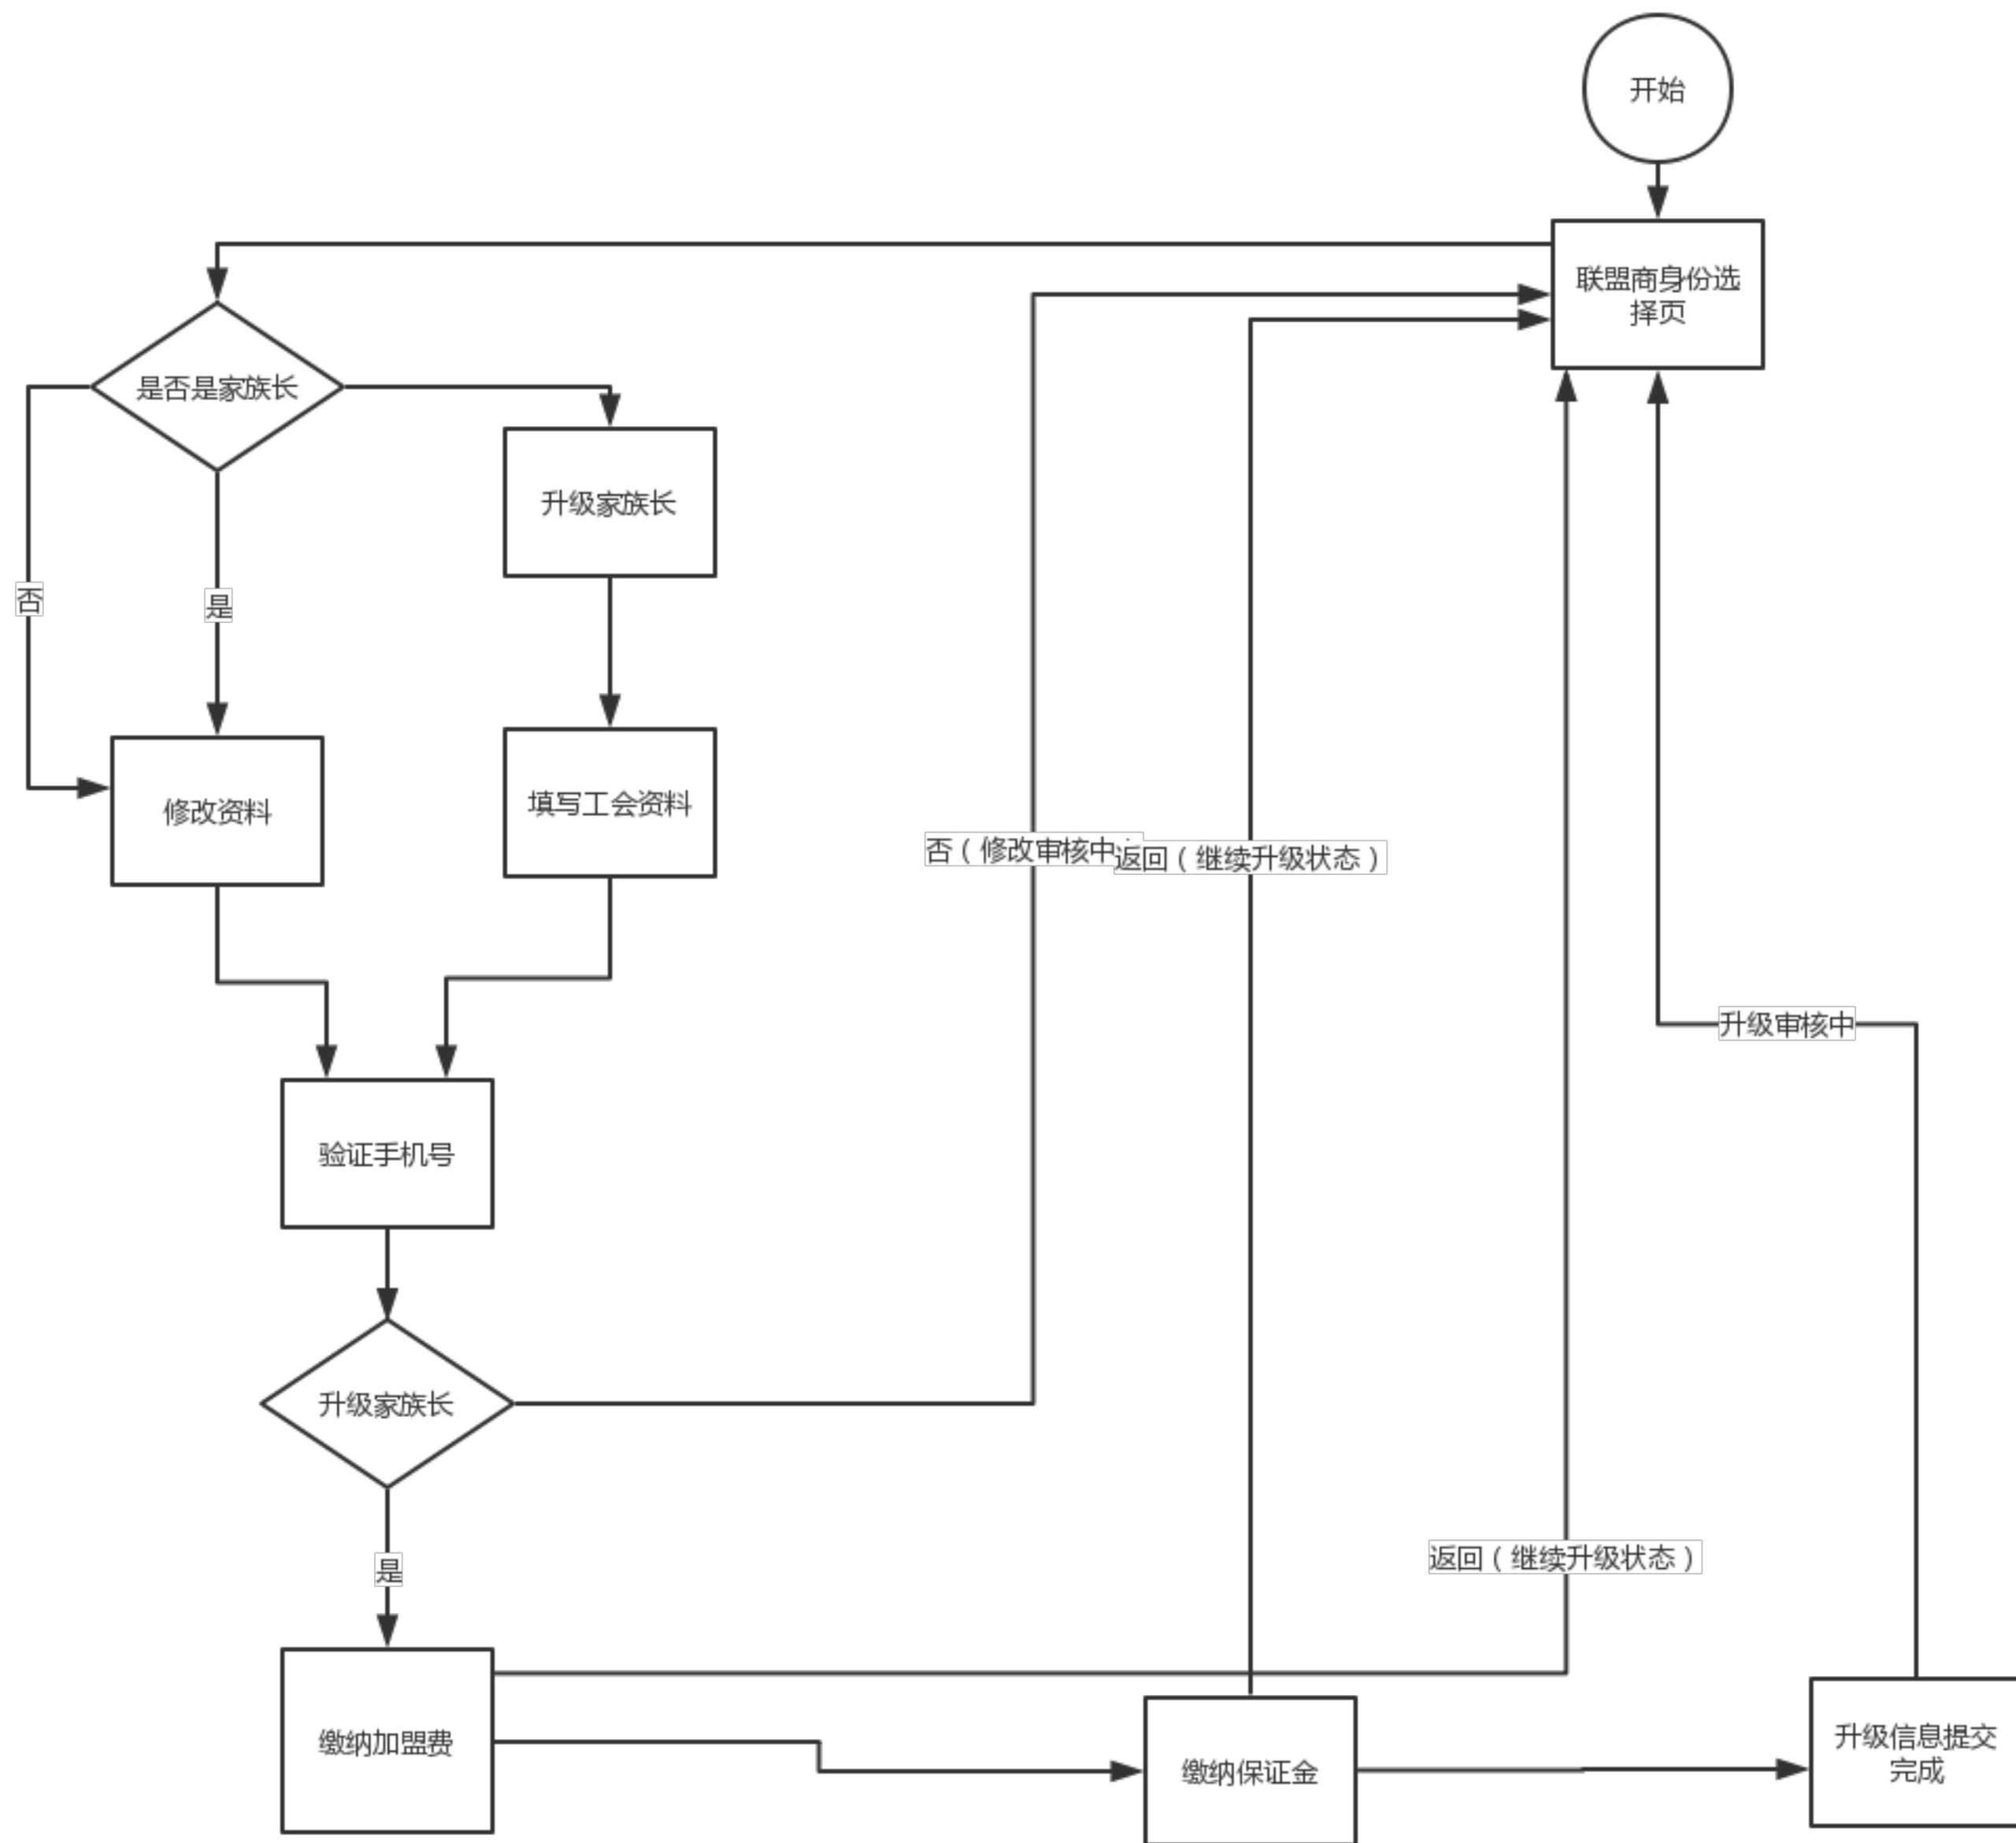 开始
联盟商身份选
择页
是否是家族长
升级家族长
否
是
修改资料
填写工会资料
否（修改审核中
返回（继续升级状态）
升级审核中
验证手机号
升级家族长
返回（继续升级状态）
是
缴纳加盟费
缴纳保证金
升级信息提交
完成